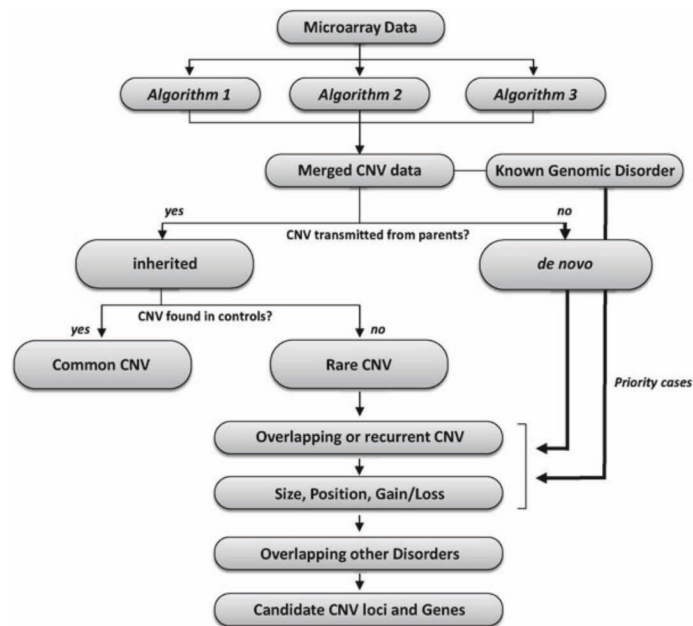 Microarray Data
Algorithm 1
Algorithm 2
Algorithm 3
Merged CNV data
Known Genomic Disorder
yes
no
CNV transmitted from parents?
inherited
de novo
CNV found in controls?
yes
no
Common CNV
Rare CNV
Priority cases
Overlapping or recurrent CNV
Size, Position, Gain/Loss
Overlapping other Disorders
Candidate CNV loci and Genes